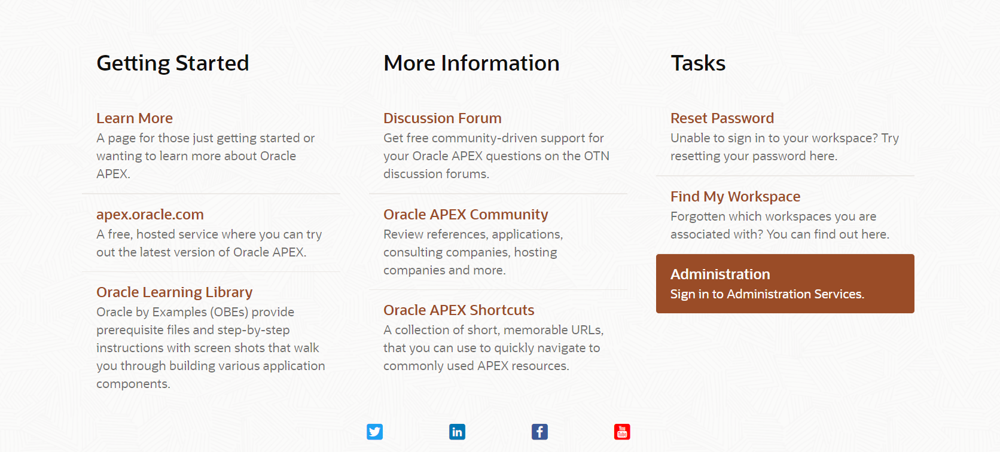 Getting Started
Learn More
A page for those just getting started or
wanting to learn more about Oracle
APEX.
apex.oracle.com
A free, hosted service where you can try
out the latest version of Oracle APEX.
Oracle Learning Library
Oracle by Examples (OBEs) provide
prerequisite files and step-by-step
instructions with screen shots that walk
you through building various application
components.
More Information
Discussion Forum
Get free community-driven support for
your Oracle APEX questions on the OTN
discussion forums.
Oracle APEX Community
Review references, applications,
consulting companies, hosting
companies and more.
Oracle APEX Shortcuts
A collection of short, memorable URLs,
that you can use to quickly navigate to
commonly used APEX resources.
Tasks
Reset Password
Unable to sign in to your workspace? Try
resetting your password here.
Find My Workspace
Forgotten which workspaces you are
associated with? You can find out here.
Administration
Sign in to Administration Services.
in
f
You
Tube